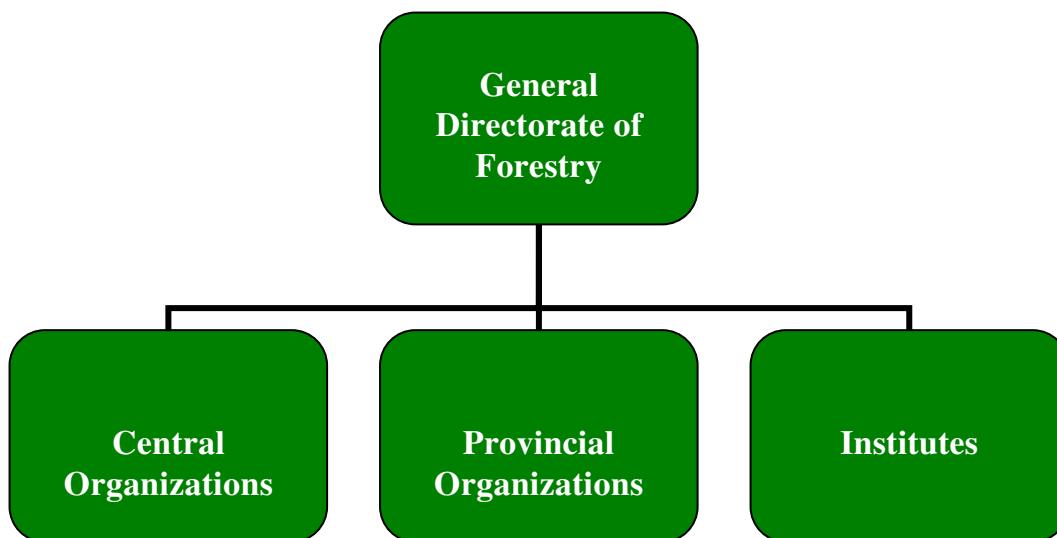 General
Directorate of
Forestry
Central
Organizations
Provincial
Organizations
Institutes